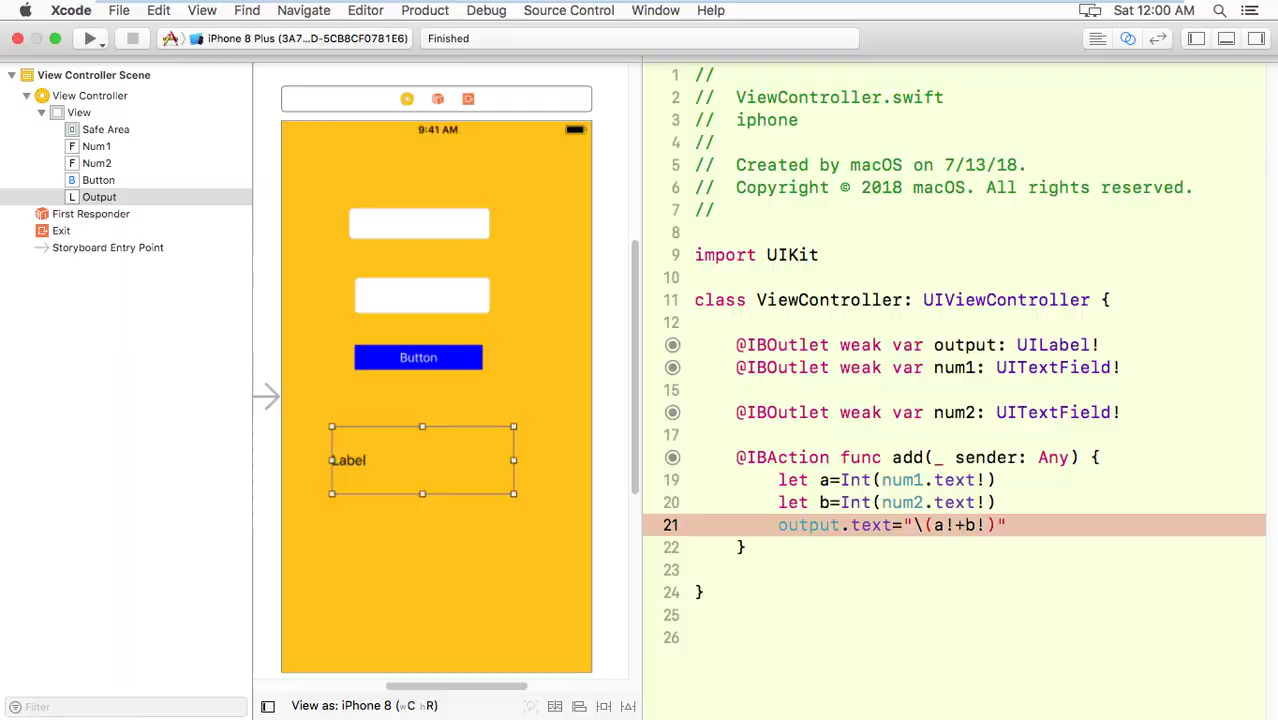 Xcode File Edit View Find Navigate Editor Product Debug Source Control Window Help Sat 12:00 AM
iPhone 8 Plus (3A7...D-5CB8CF0781E6) Finished
View Controller Scene
View Controller
View
Safe Area
F Num1
F Num2
B Button
L Output
First Responder
Exit
Storyboard Entry Point
Filter
9:41 AM
Button
Label
View as: iPhone 8 (wC hR)
1 //
2 // ViewController.swift
3 // iphone
4 //
5 // Created by macOS on 7/13/18.
6 // Copyright © 2018 macOS. All rights reserved.
7 //
8
9 import UIKit
10
11 class ViewController: UIViewController {
12
@IBOutlet weak var output: UILabel!
@IBOutlet weak var num1: UITextField!
15
@IBOutlet weak var num2: UITextField!
17
@IBAction func add(_ sender: Any) {
19 let a=Int(num1.text!)
20 let b=Int(num2.text!)
21 output.text="\(a!+b!)"
22 }
23
24 }
25
26